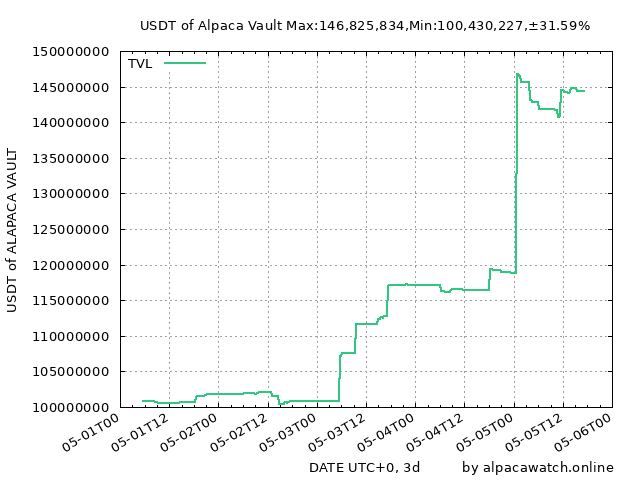 USDT of Alpaca Vault Max:146,825,834,Min:100,430,227,±31.59%
TVL
150000000
145000000
140000000
135000000
130000000
125000000
120000000
115000000
110000000
105000000
100000000
USDT of ALAPACA VAULT
05-01T00
05-01T12
05-02T00
05-02T12
05-03T00
05-03T12
05-04T00
05-04T12
05-05T00
05-05T12
05-06T00
DATE UTC+0, 3d
by alpacawatch.online